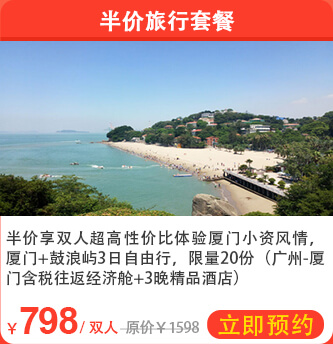 半价旅行套餐
半价享双人超高性价比体验厦门小资风情,
厦门+鼓浪屿3日自由行，限量20份（广州-厦
门含税往返经济舱+3晚精品酒店）
¥798/双人 原价¥1598 立即预约